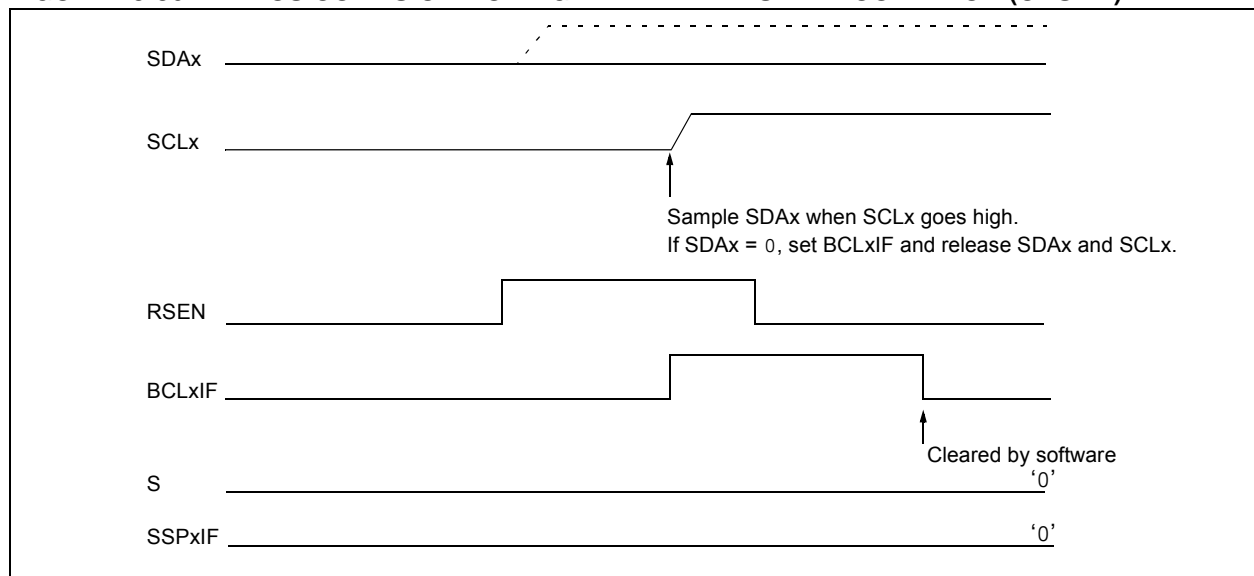 SDAx
SCLx
Sample SDAx when SCLx goes high.
If SDAx = 0, set BCLxIF and release SDAx and SCLx.
RSEN
BCLxIF
Cleared by software
S
‘0’
SSPxIF
‘0’